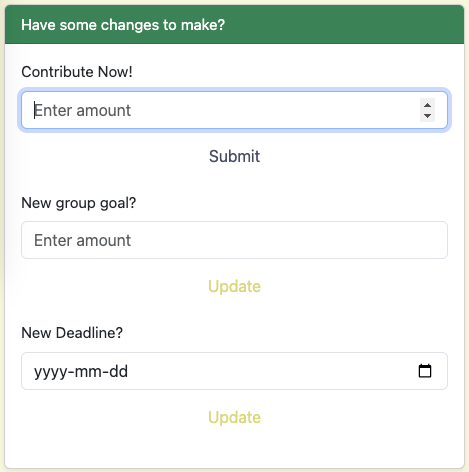 Have some changes to make?
Contribute Now!
Enter amount
Submit
New group goal?
Enter amount
Update
New Deadline?
yyyy-mm-dd
Update